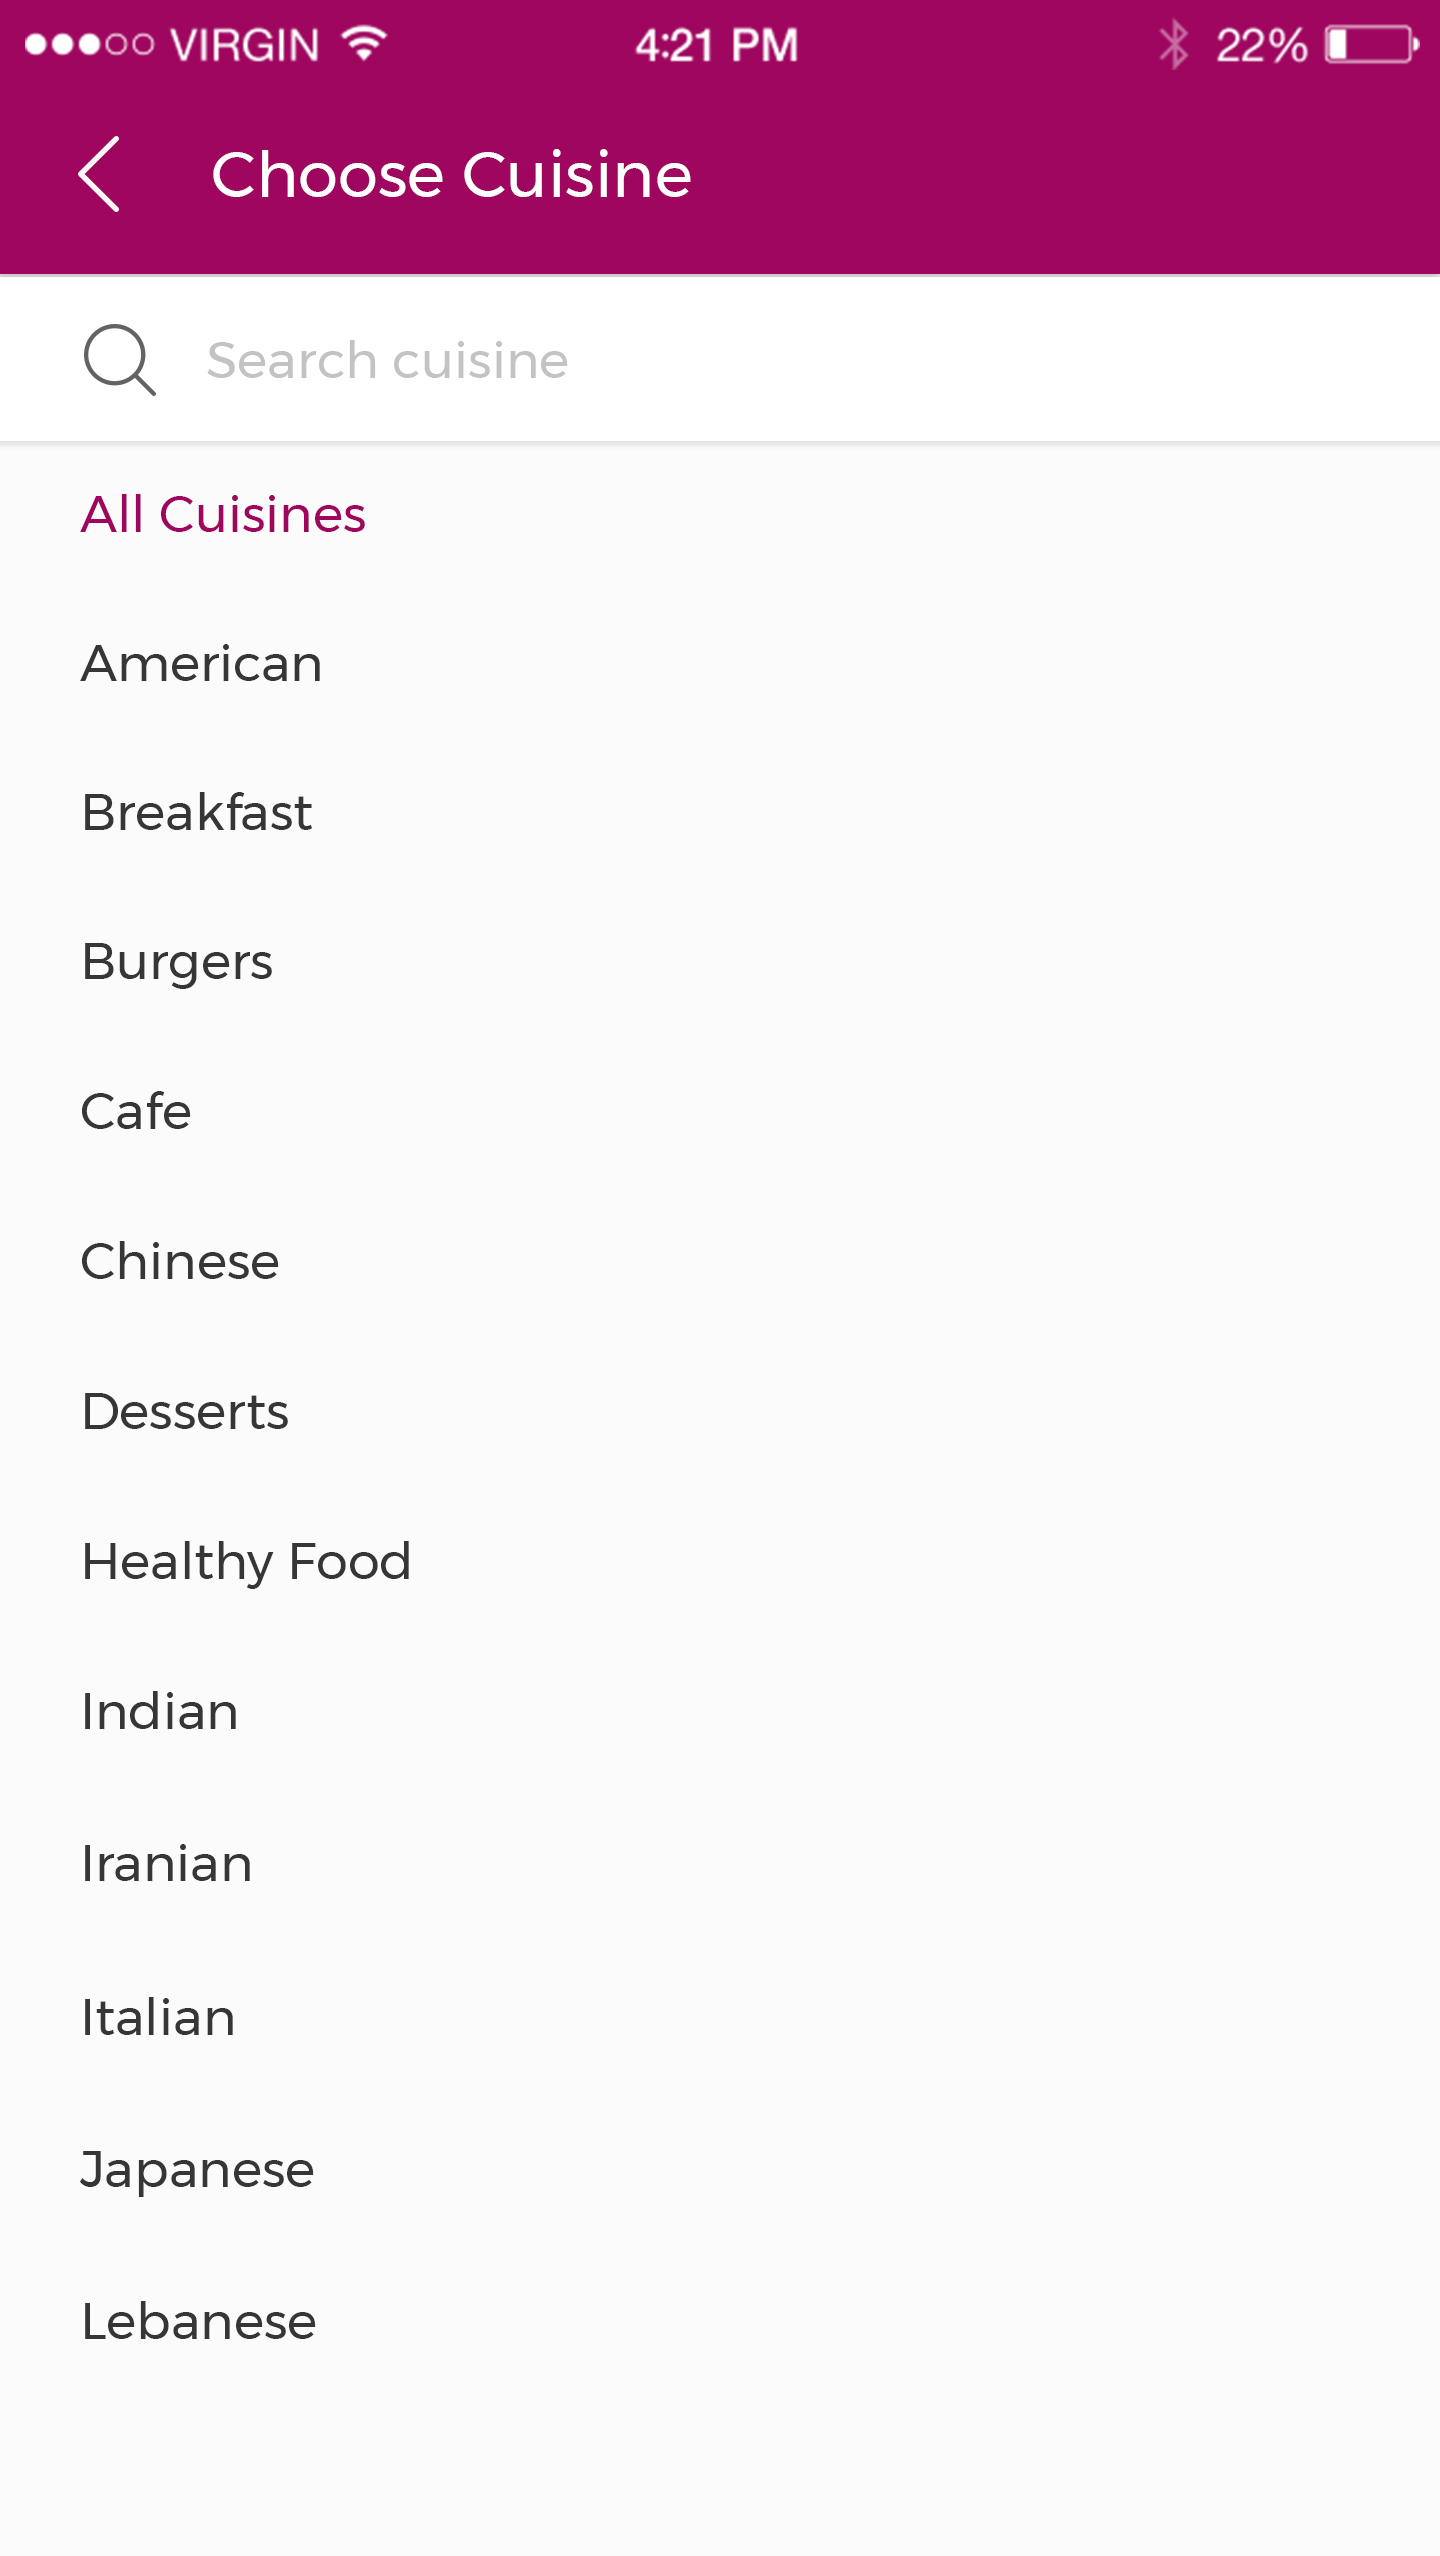 VIRGIN 4:21 PM 22%
Choose Cuisine
Search cuisine
All Cuisines
American
Breakfast
Burgers
Cafe
Chinese
Desserts
Healthy Food
Indian
Iranian
Italian
Japanese
Lebanese